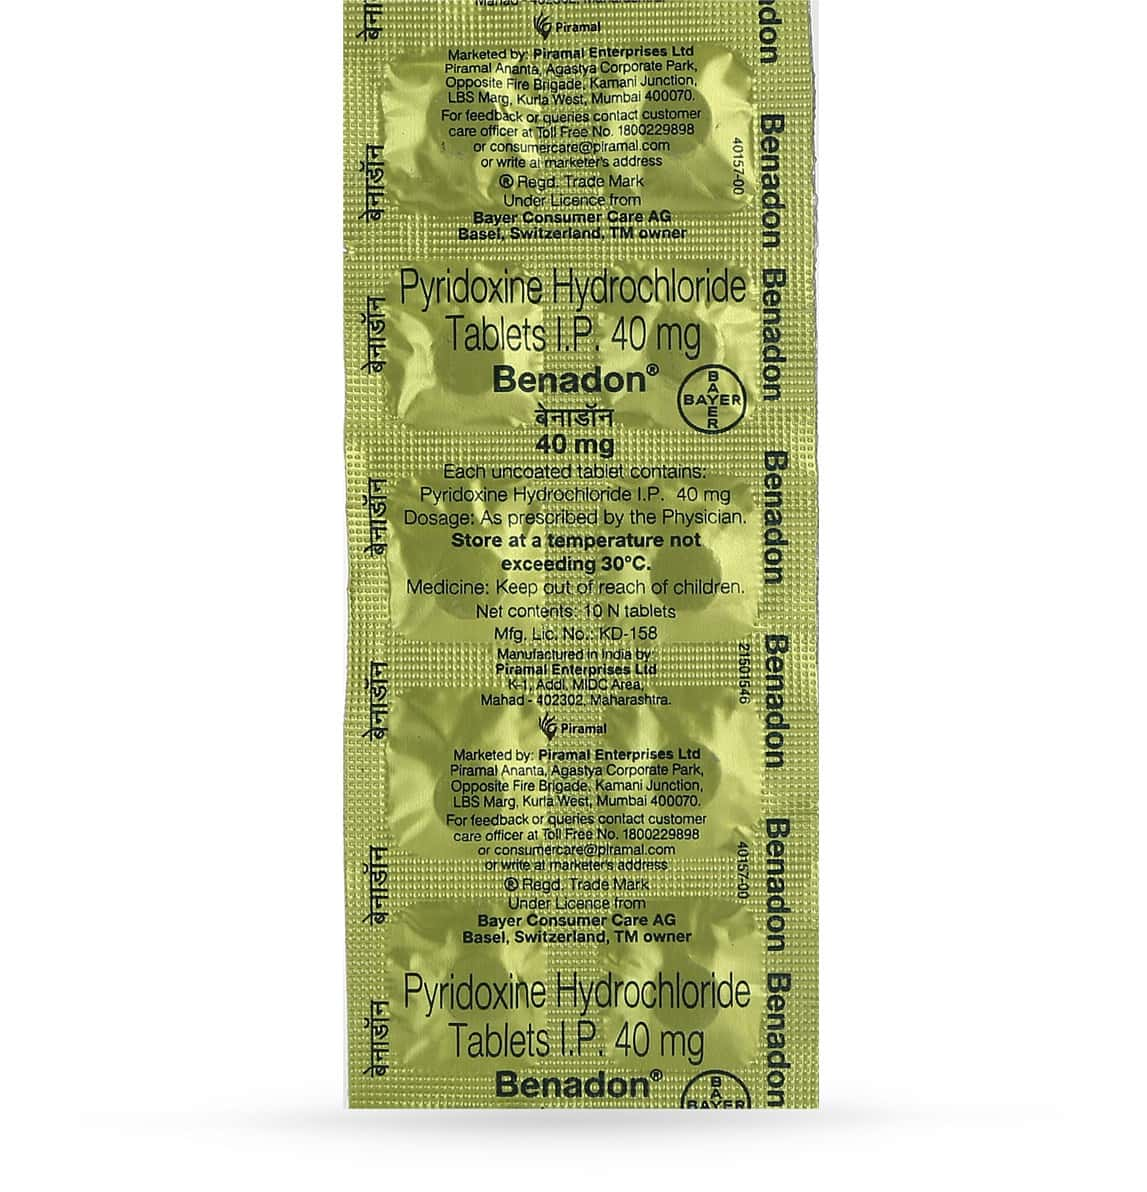 Piramal
Marketed by: Piramal Enterprises Ltd
Piramal Ananta, Agastya Corporate Park,
Opposite Fire Brigade, Kamani Junction,
LBS Marg, Kurla West, Mumbai 400070.
For feedback or queries contact customer
care officer at Toll Free No. 1800229898
or consumercare@piramal.com
or write at marketer's address
® Regd. Trade Mark
Under Licence from
Bayer Consumer Care AG
Basel, Switzerland, TM owner
Pyridoxine Hydrochloride
Tablets I.P. 40 mg
Benadon®
BAYER
BAYER
बेनाडॉन
40 mg
Each uncoated tablet contains:
Pyridoxine Hydrochloride I.P. 40 mg
Dosage: As prescribed by the Physician.
Store at a temperature not
exceeding 30°C.
Medicine: Keep out of reach of children.
Net contents: 10 N tablets
Mfg. Lic. No.: KD-158
Manufactured in India by:
Piramal Enterprises Ltd
K-1, Addl. MIDC Area,
Mahad - 402302, Maharashtra.
Piramal
Marketed by: Piramal Enterprises Ltd
Piramal Ananta, Agastya Corporate Park,
Opposite Fire Brigade, Kamani Junction,
LBS Marg, Kurla West, Mumbai 400070.
For feedback or queries contact customer
care officer at Toll Free No. 1800229898
or consumercare@piramal.com
or write at marketer's address
® Regd. Trade Mark
Under Licence from
Bayer Consumer Care AG
Basel, Switzerland, TM owner
Pyridoxine Hydrochloride
Tablets I.P. 40 mg
Benadon®
BAYER
बेनाडॉन
बेनाडॉन
बेनाडॉन
बेनाडॉन
बेनाडॉन
बेनाडॉन
40157-00
21501546
40157-00
Benadon
Benadon
Benadon
Benadon
Benadon
Benadon